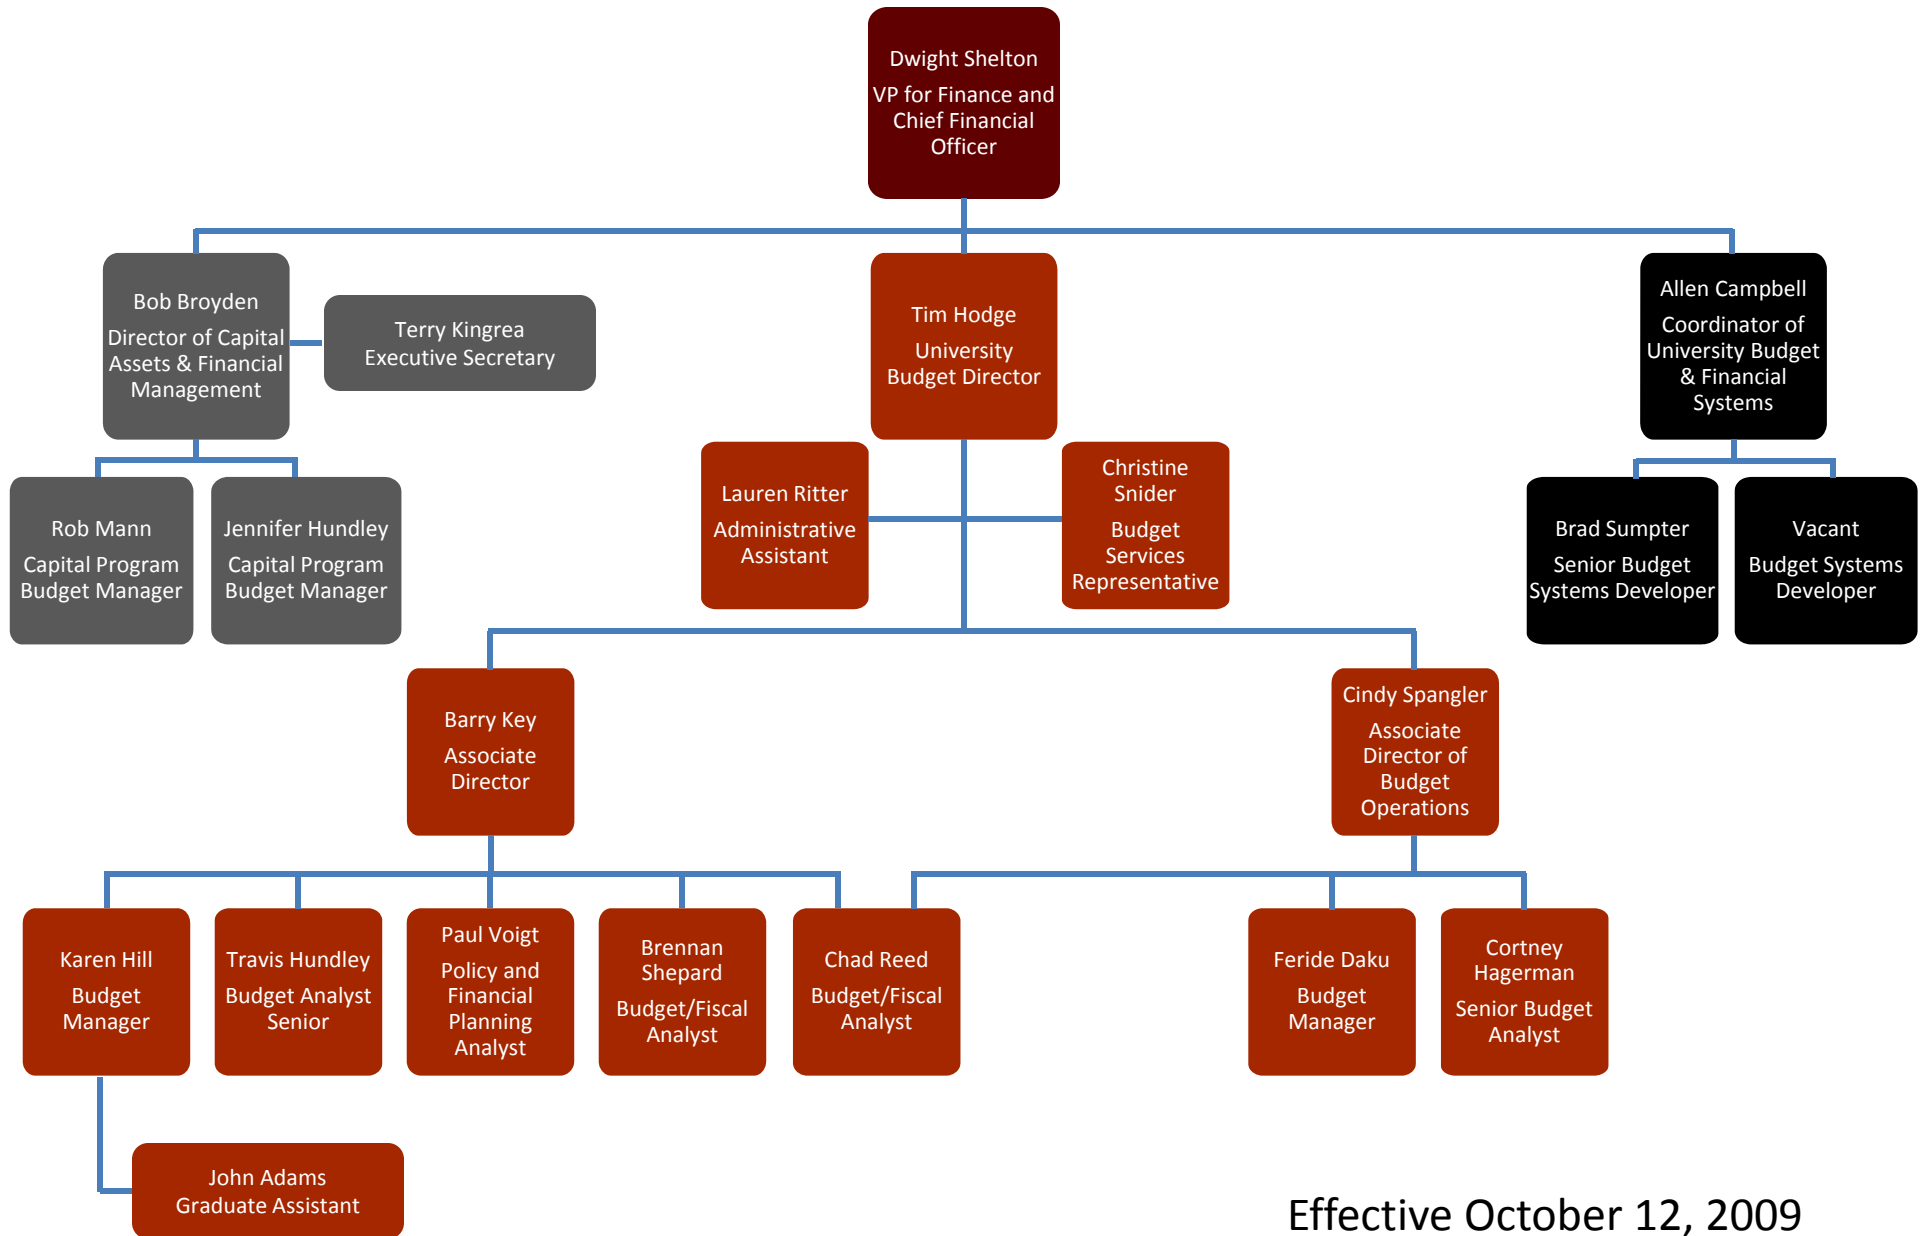 Dwight Shelton
VP for Finance and
Chief Financial
Officer
Bob Broyden
Director of Capital
Assets & Financial
Management
Terry Kingrea
Executive Secretary
Tim Hodge
University
Budget Director
Allen Campbell
Coordinator of
University Budget
& Financial
Systems
Rob Mann
Capital Program
Budget Manager
Jennifer Hundley
Capital Program
Budget Manager
Lauren Ritter
Administrative
Assistant
Christine
Snider
Budget
Services
Representative
Brad Sumpter
Senior Budget
Systems Developer
Vacant
Budget Systems
Developer
Barry Key
Associate
Director
Cindy Spangler
Associate
Director of
Budget
Operations
Karen Hill
Budget
Manager
Travis Hundley
Budget Analyst
Senior
Paul Voigt
Policy and
Financial
Planning
Analyst
Brennan
Shepard
Budget/Fiscal
Analyst
Chad Reed
Budget/Fiscal
Analyst
Feride Daku
Budget
Manager
Cortney
Hagerman
Senior Budget
Analyst
John Adams
Graduate Assistant
Effective October 12, 2009